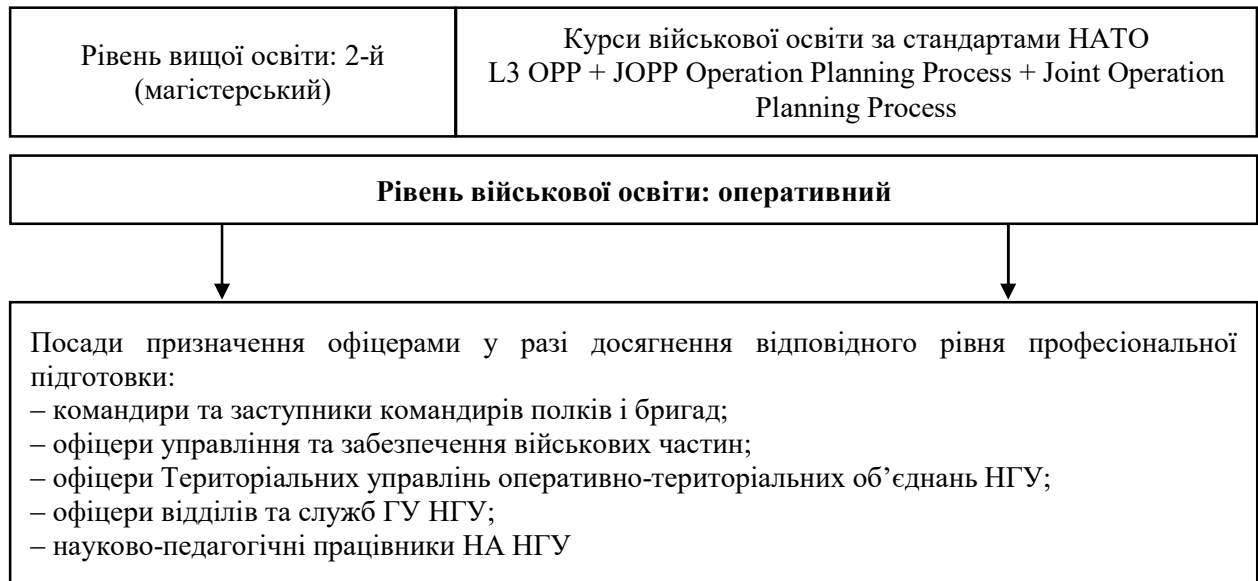 Рівень вищої освіти: 2-й
(магістерський)
Курси військової освіти за стандартами НАТО
L3 OPP + JOPP Operation Planning Process + Joint Operation
Planning Process
Рівень військової освіти: оперативний
Посади призначення офіцерами у разі досягнення відповідного рівня професіональної
підготовки:
– командири та заступники командирів полків і бригад;
– офіцери управління та забезпечення військових частин;
– офіцери Територіальних управлінь оперативно-територіальних об’єднань НГУ;
– офіцери відділів та служб ГУ НГУ;
– науково-педагогічні працівники НА НГУ